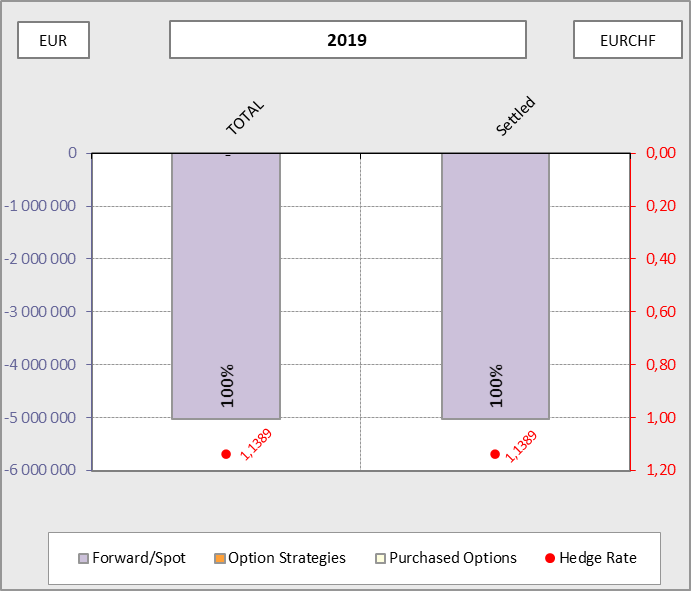 EUR
2019
EURCHF
TOTAL
Settled
0
-1 000 000
-2 000 000
-3 000 000
-4 000 000
-5 000 000
-6 000 000
-
100%
100%
1,1389
1,1389
0,00
0,20
0,40
0,60
0,80
1,00
1,20
Forward/Spot
Option Strategies
Purchased Options
Hedge Rate